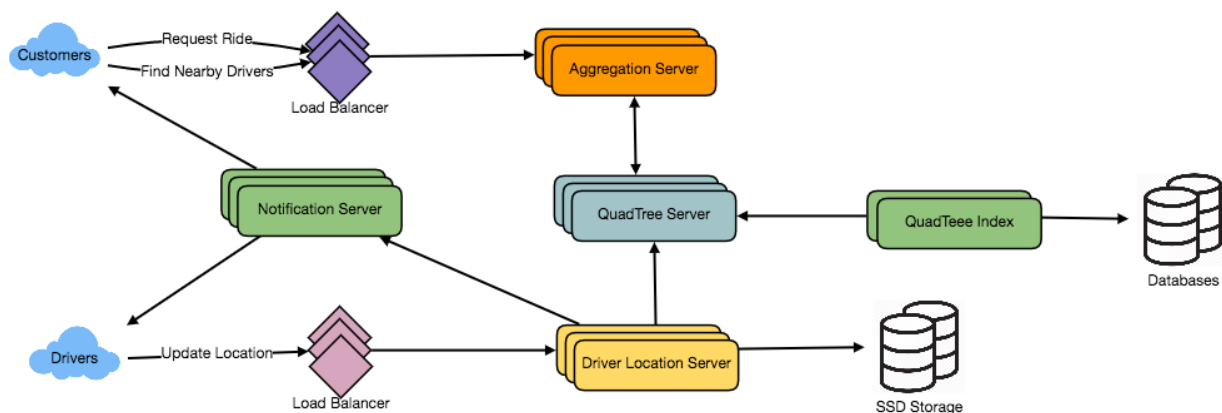 Customers
Request Ride
Find Nearby Drivers
Load Balancer
Aggregation Server
Notification Server
QuadTree Server
QuadTeee Index
Databases
Drivers
Update Location
Load Balancer
Driver Location Server
SSD Storage